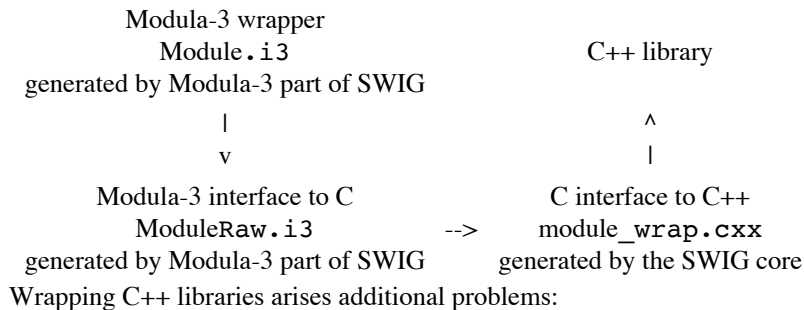 Modula-3 wrapper
Module.i3 C++ library
generated by Modula-3 part of SWIG
| ^
v |
Modula-3 interface to C C interface to C++
ModuleRaw.i3 --> module_wrap.cxx
generated by Modula-3 part of SWIG generated by the SWIG core
Wrapping C++ libraries arises additional problems: